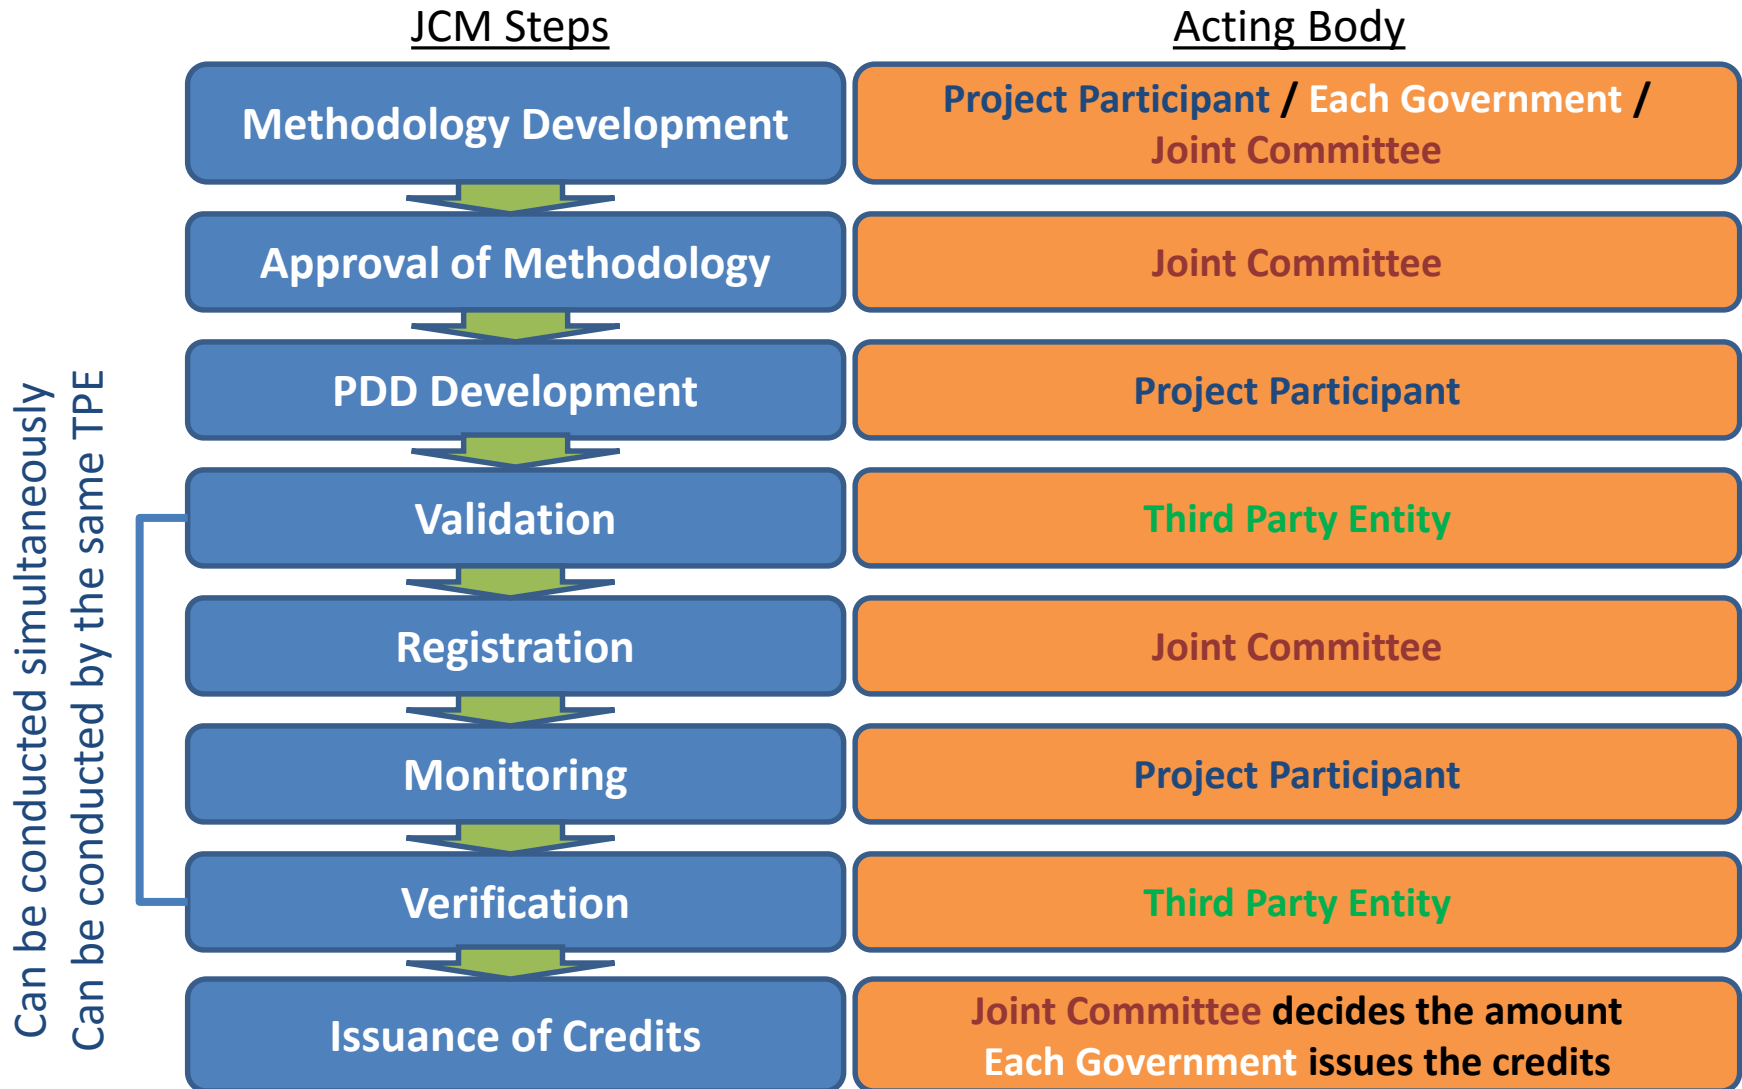 JCM Steps
Acting Body
Methodology Development
Project Participant / Each Government /
Joint Committee
Approval of Methodology
Joint Committee
PDD Development
Project Participant
Validation
Third Party Entity
Registration
Joint Committee
Monitoring
Project Participant
Verification
Third Party Entity
Issuance of Credits
Joint Committee decides the amount
Each Government issues the credits
Can be conducted simultaneously
Can be conducted by the same TPE